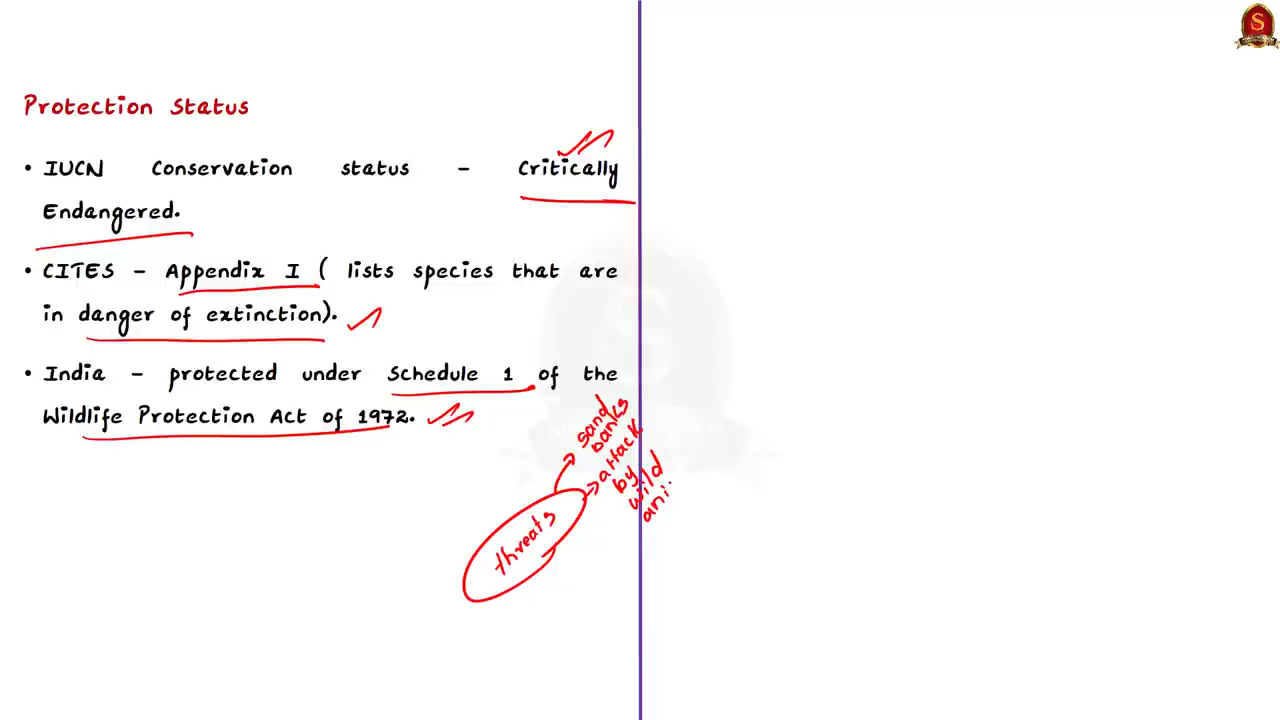 Protection Status
• IUCN Conservation status - Critically
Endangered.
• CITES - Appendix I ( lists species that are
in danger of extinction).
• India - protected under Schedule 1 of the
Wildlife Protection Act of 1972.
sand
banks
attack
by
wild
ani..
threats
S